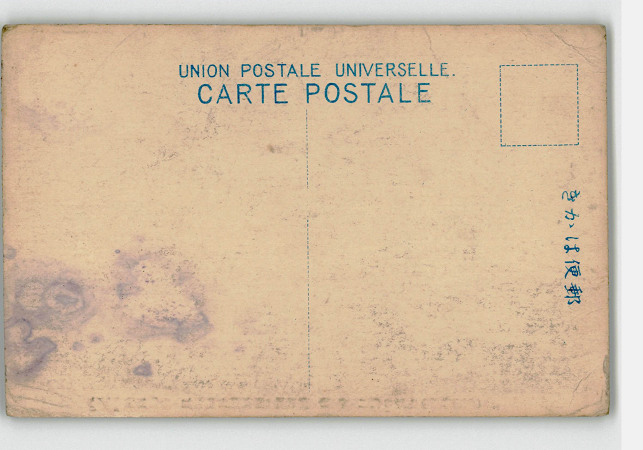 UNION POSTALE UNIVERSELLE.
CARTE POSTALE
きかは便郵